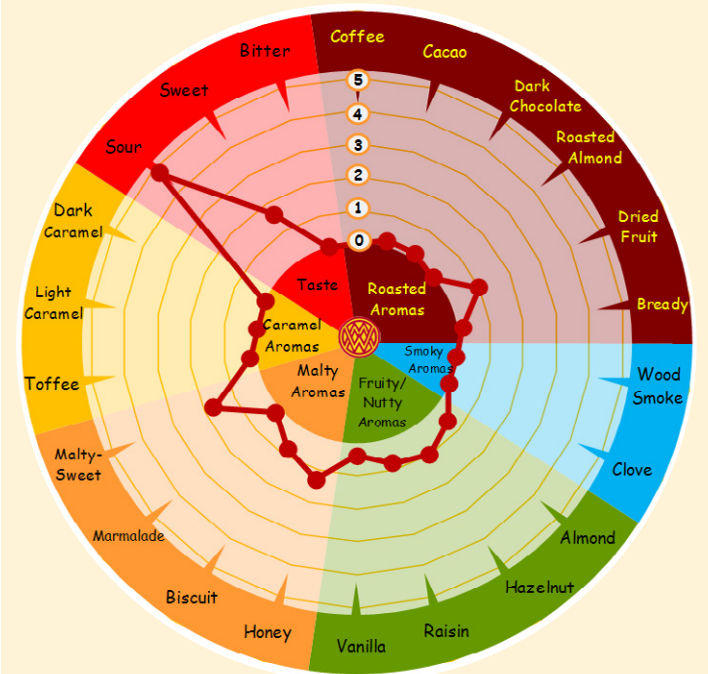 Coffee
Cacao
Dark
Chocolate
Roasted
Almond
Dried
Fruit
Bready
Wood
Smoke
Clove
Almond
Hazelnut
Raisin
Vanilla
Honey
Biscuit
Marmalade
Malty-
Sweet
Toffee
Light
Caramel
Dark
Caramel
Sour
Sweet
Bitter
5
4
3
2
1
0
Taste
Roasted
Aromas
Caramel
Aromas
Smoky
Aromas
Malty
Aromas
Fruity/
Nutty
Aromas